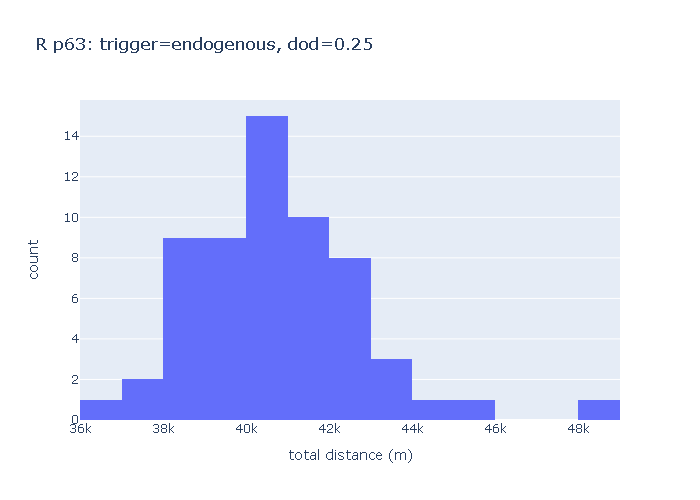 R p63: trigger=endogenous, dod=0.25
14
12
10
8
6
4
2
0
count
36k
38k
40k
42k
44k
46k
48k
total distance (m)